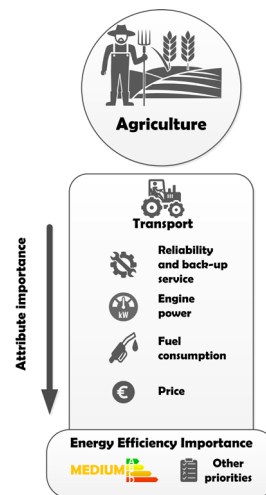 Agriculture
Transport
Attribute importance
Reliability
and back-up
service
kW
Engine
power
Fuel
consumption
€
Price
Energy Efficiency Importance
MEDIUM
A
Other
priorities